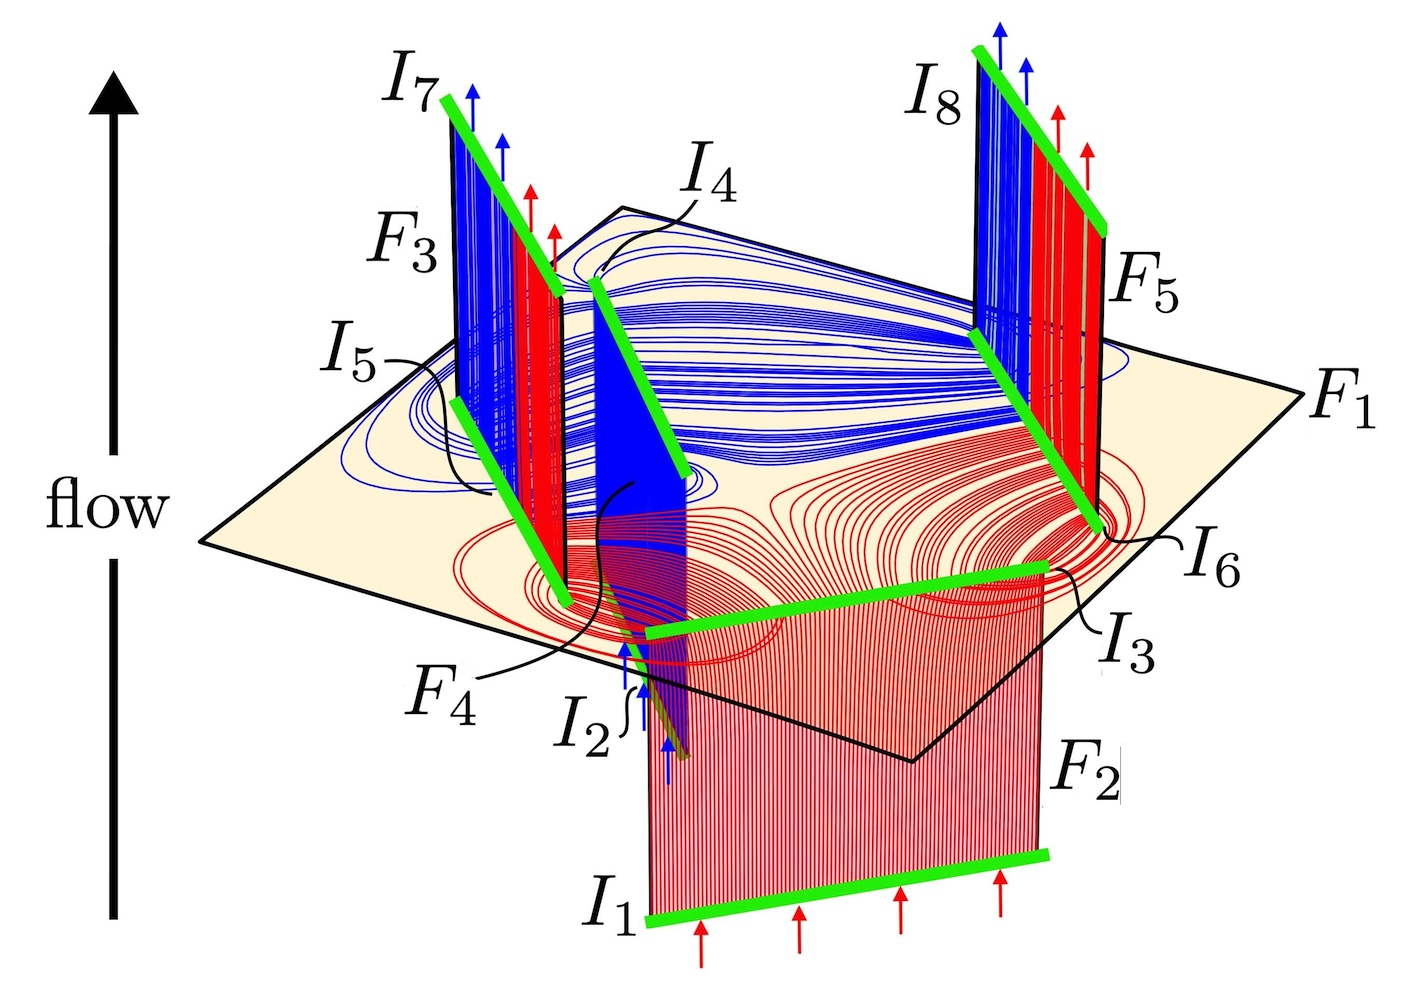 I₇
I₈
I₄
F₃
F₅
I₅
F₁
flow
I₆
I₃
F₄
I₂
F₂
I₁